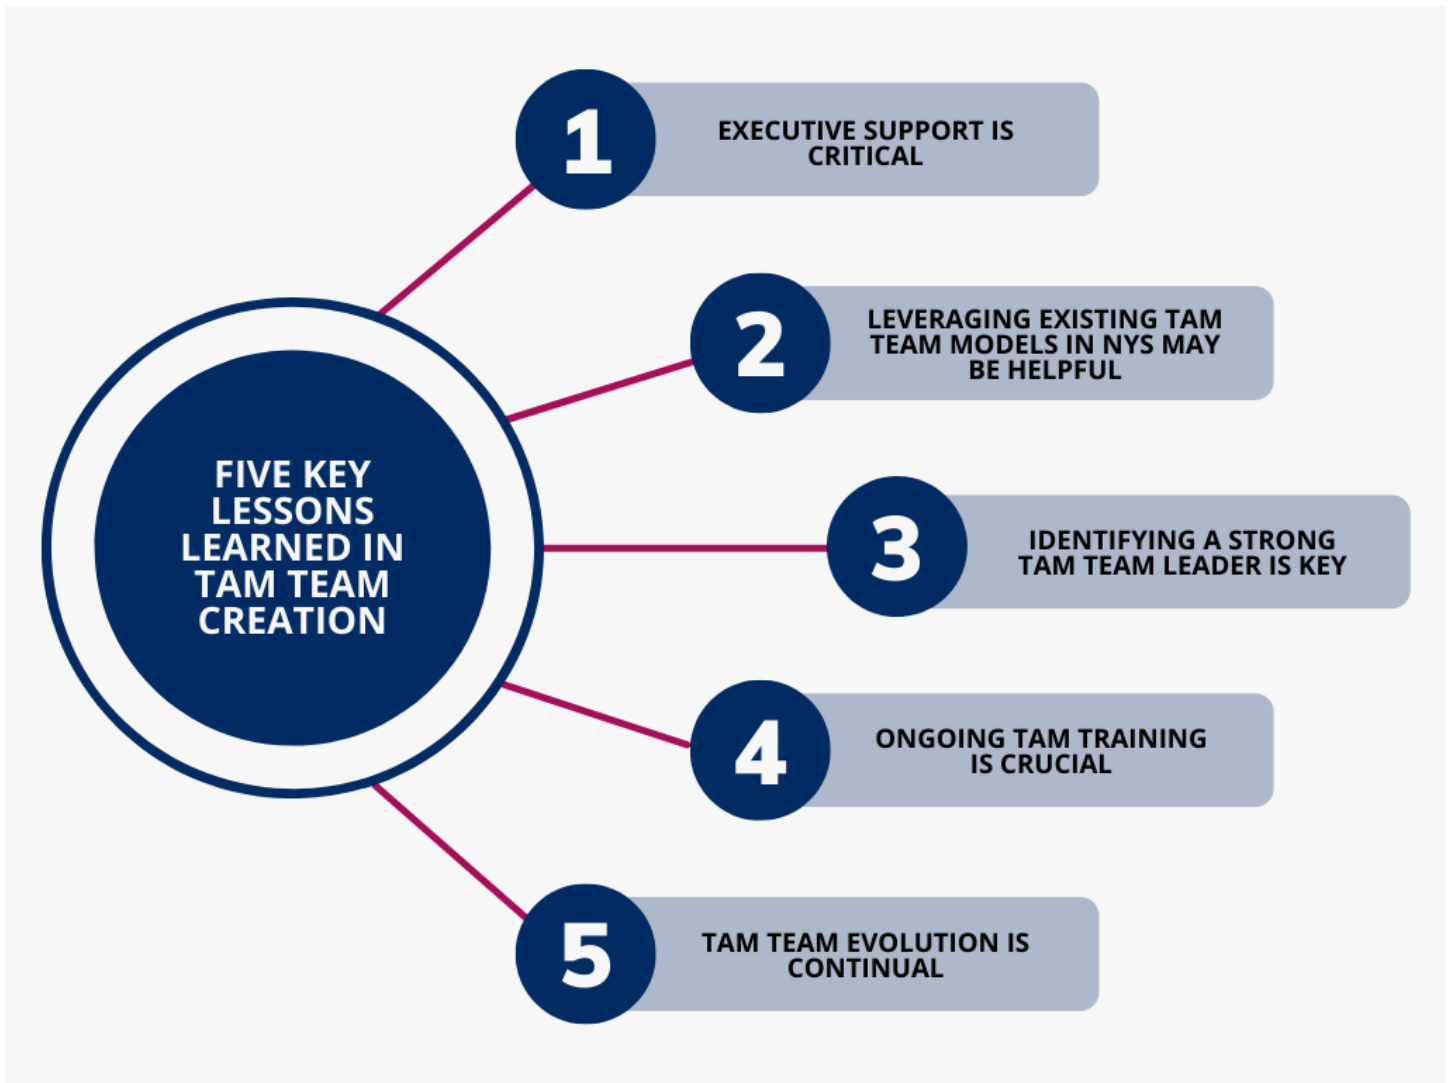 FIVE KEY
LESSONS
LEARNED IN
TAM TEAM
CREATION
1
EXECUTIVE SUPPORT IS
CRITICAL
2
LEVERAGING EXISTING TAM
TEAM MODELS IN NYS MAY
BE HELPFUL
3
IDENTIFYING A STRONG
TAM TEAM LEADER IS KEY
4
ONGOING TAM TRAINING
IS CRUCIAL
5
TAM TEAM EVOLUTION IS
CONTINUAL